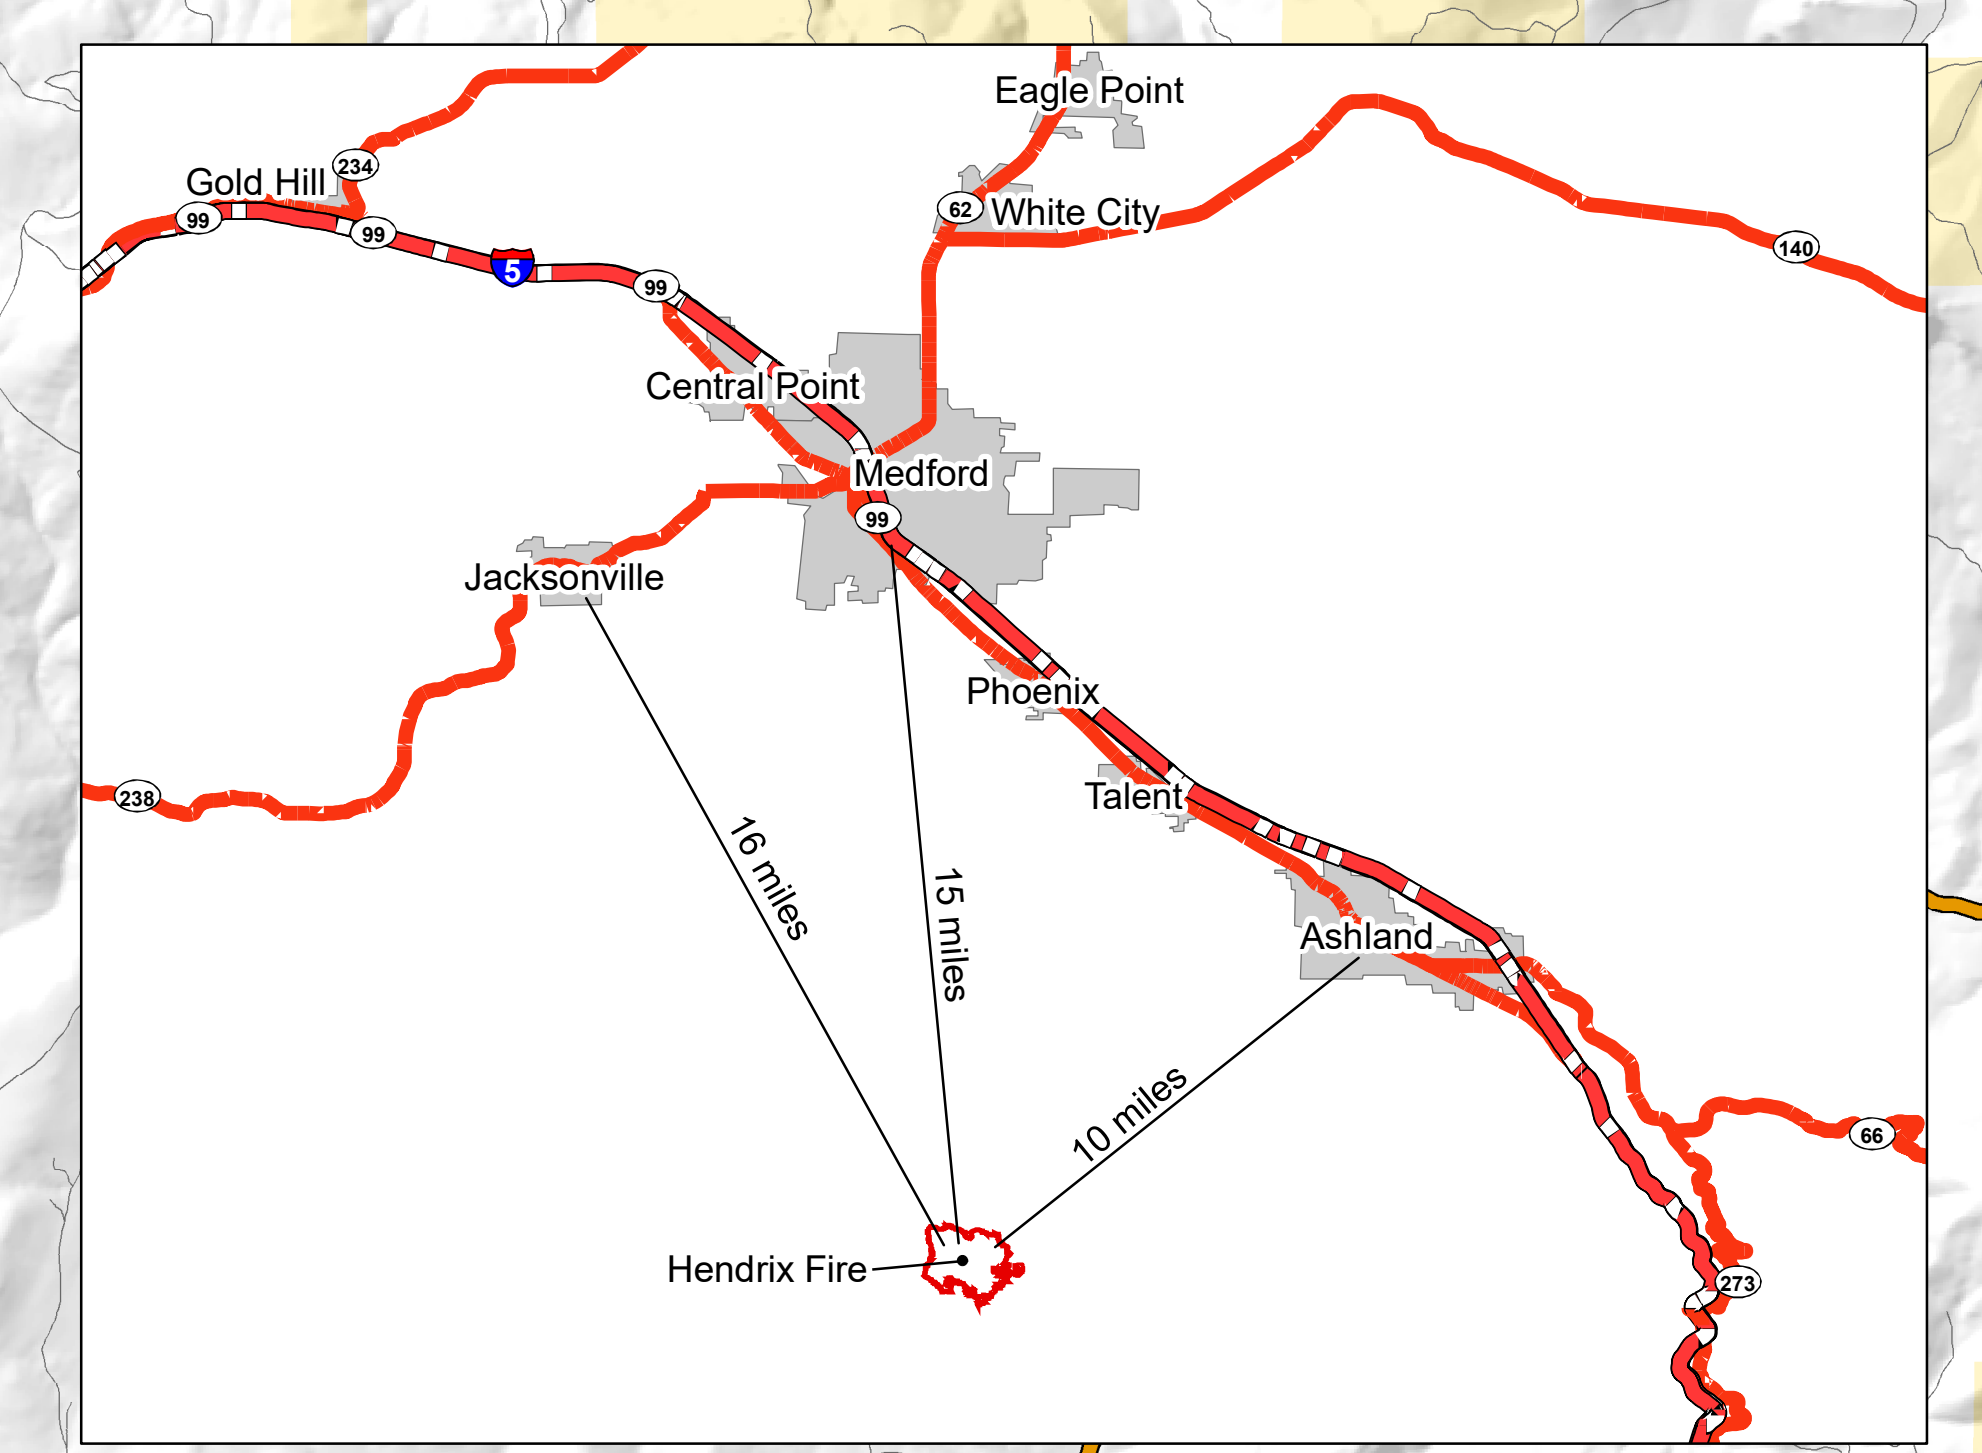 Eagle Point
234
Gold Hill
62
White City
99
99
140
5
99
Central Point
Medford
99
Jacksonville
Phoenix
238
Talent
16 miles
15 miles
Ashland
10 miles
66
Hendrix Fire
273